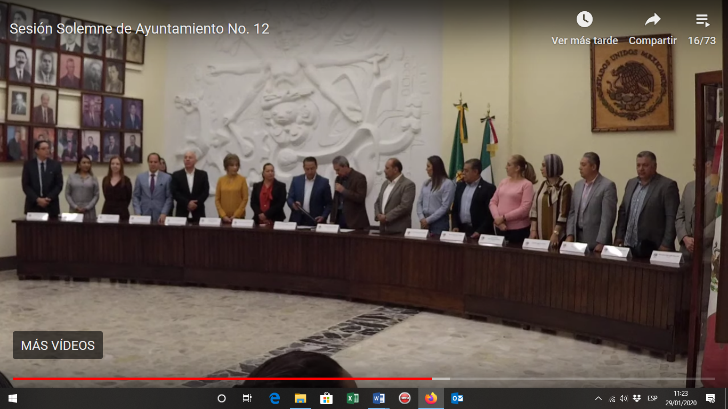 Sesión Solemne de Ayuntamiento No. 12
Ver más tarde
Compartir
16/73
ESTADOS UNIDOS MEXICANOS
MÁS VÍDEOS
ESP
11:23
29/01/2020